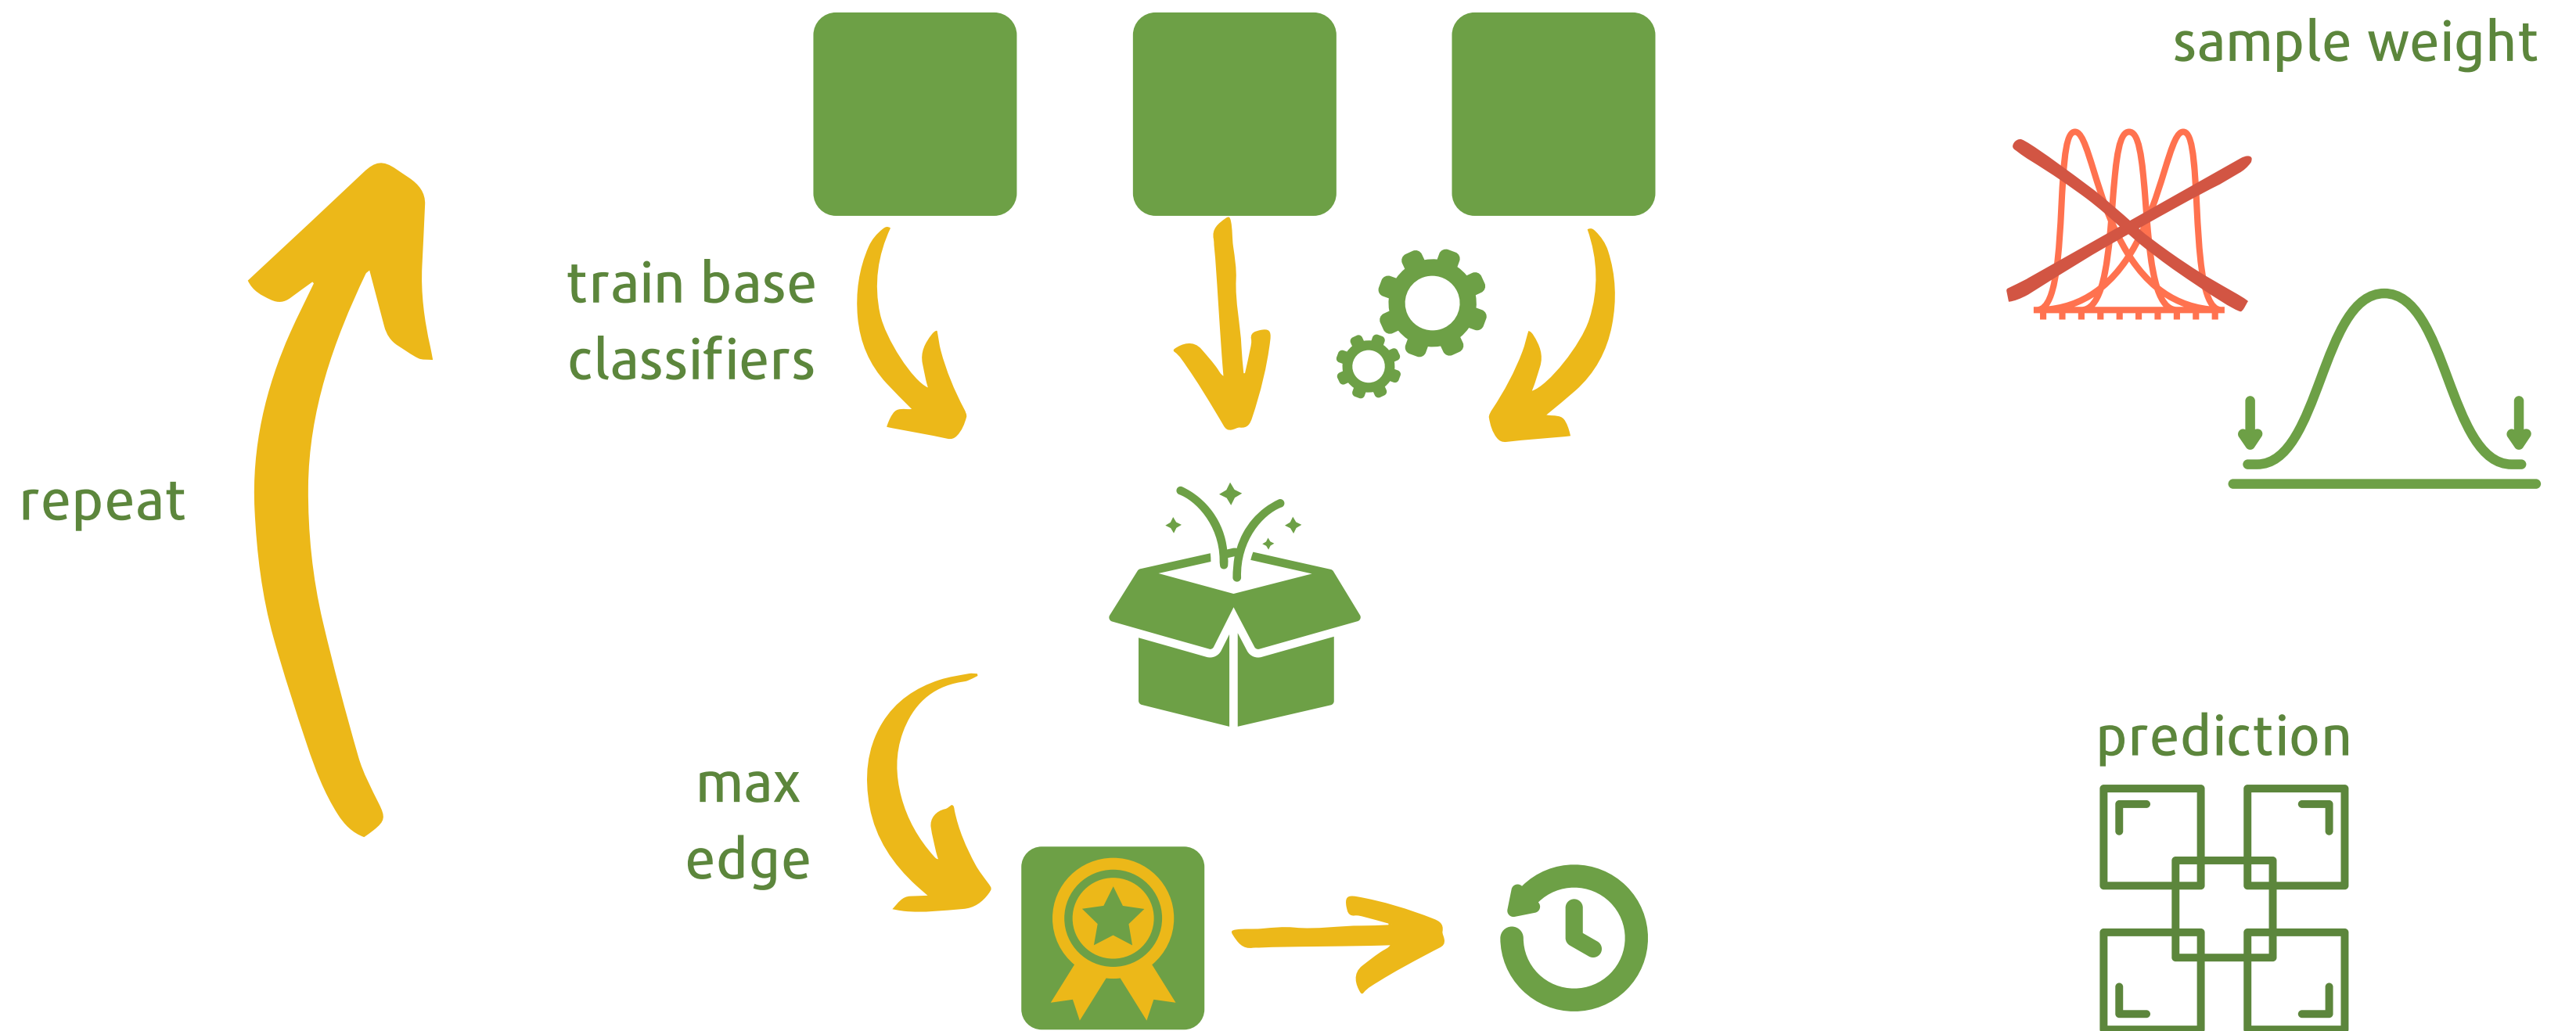 sample weight
train base
classifiers
repeat
max
edge
prediction